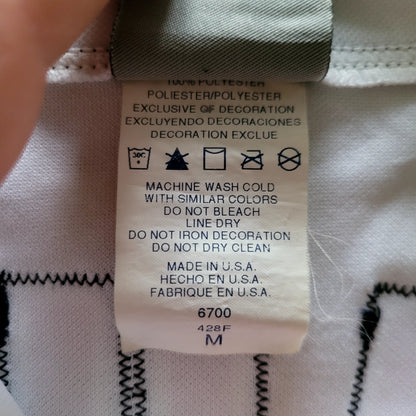 100% POLYESTER
POLIESTER/POLYESTER
EXCLUSIVE OF DECORATION
EXCLUYENDO DECORACIONES
DECORATION EXCLUE
30C
MACHINE WASH COLD
WITH SIMILAR COLORS
DO NOT BLEACH
LINE DRY
DO NOT IRON DECORATION
DO NOT DRY CLEAN
MADE IN U.S.A.
HECHO EN U.S.A.
FABRIQUE EN U.S.A.
6700
428F
M